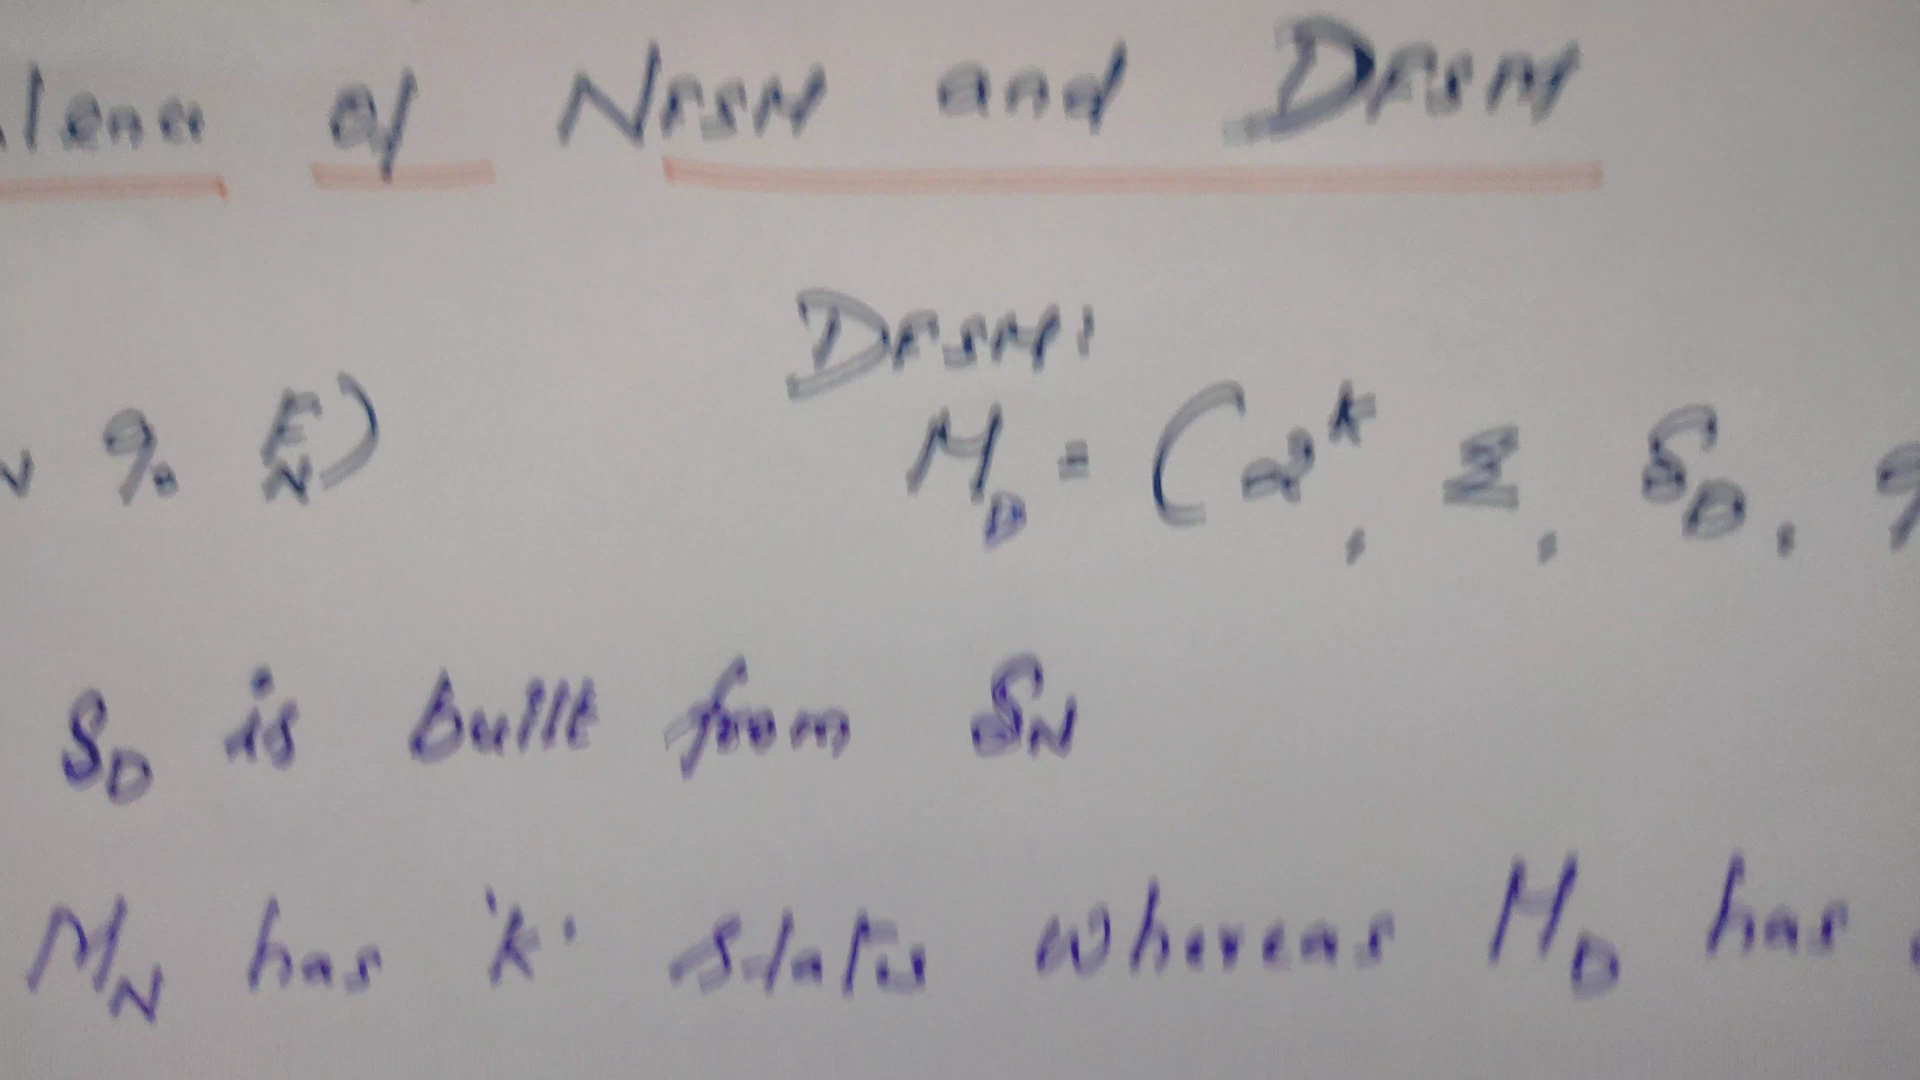 of NFSM and DFSM
DFSM:
q₀ F_N) M_D = (2^k, Σ, δ_D,
δ_D is built from δ_N
M_N has 'k' states whereas M_D has